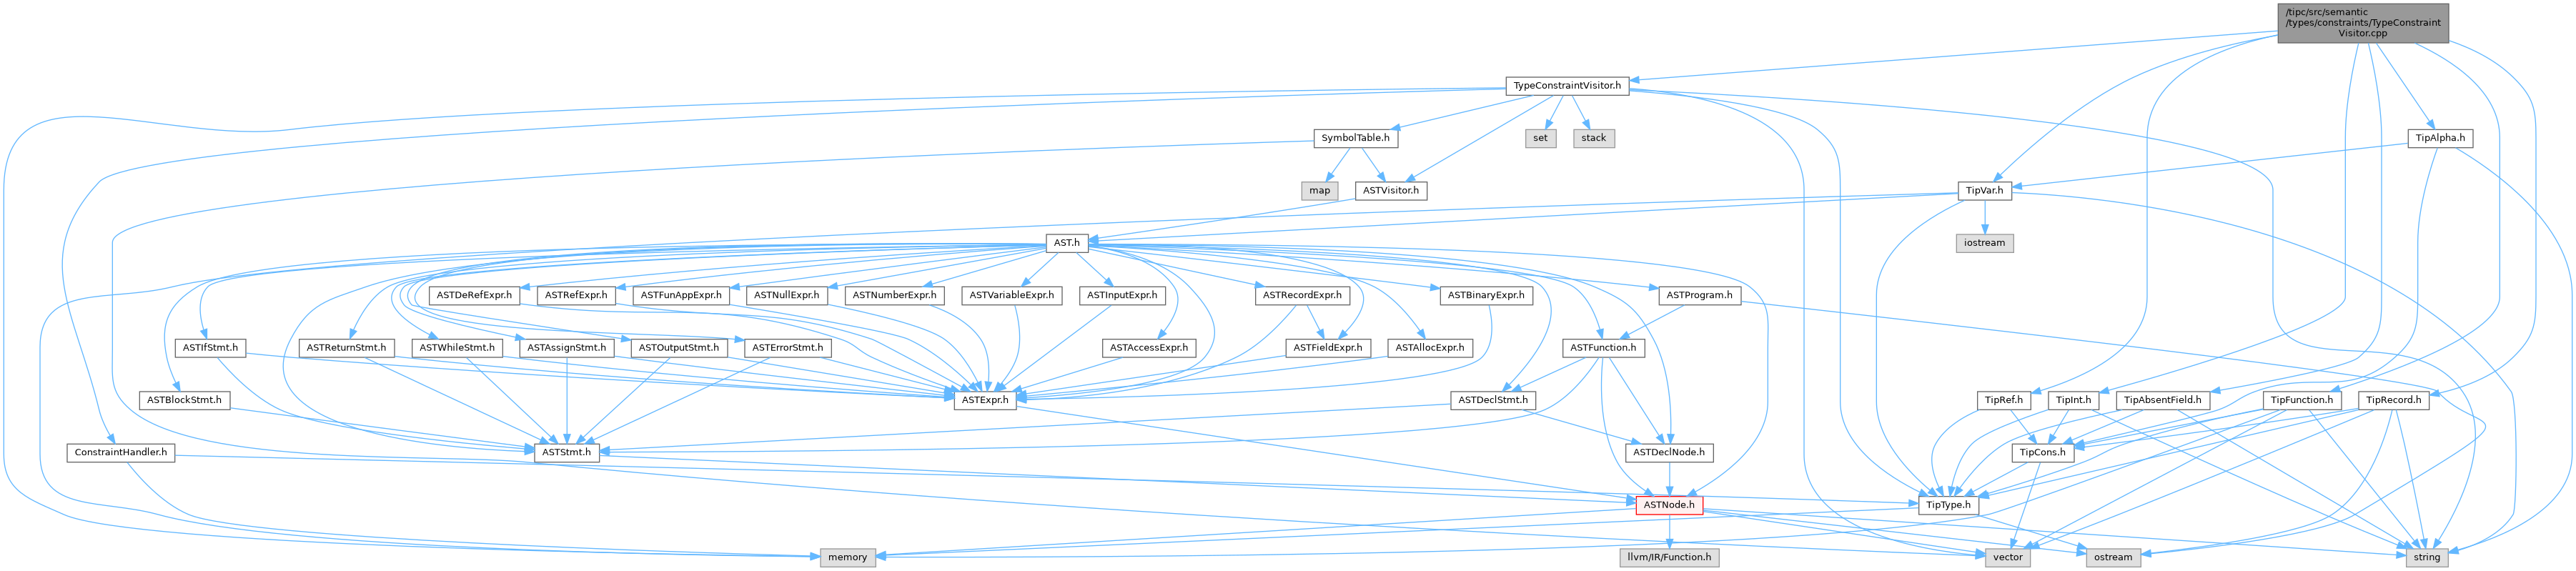 /tipc/src/semantic
/types/constraints/TypeConstraint
Visitor.cpp
TypeConstraintVisitor.h
SymbolTable.h
set
stack
TipAlpha.h
map
ASTVisitor.h
TipVar.h
AST.h
iostream
ASTDeRefExpr.h
ASTRefExpr.h
ASTFunAppExpr.h
ASTNullExpr.h
ASTNumberExpr.h
ASTVariableExpr.h
ASTInputExpr.h
ASTRecordExpr.h
ASTBinaryExpr.h
ASTProgram.h
ASTIfStmt.h
ASTReturnStmt.h
ASTWhileStmt.h
ASTAssignStmt.h
ASTOutputStmt.h
ASTErrorStmt.h
ASTAccessExpr.h
ASTFieldExpr.h
ASTAllocExpr.h
ASTFunction.h
ASTBlockStmt.h
ASTExpr.h
ASTDeclStmt.h
TipRef.h
TipInt.h
TipAbsentField.h
TipFunction.h
TipRecord.h
ConstraintHandler.h
ASTStmt.h
ASTDeclNode.h
TipCons.h
ASTNode.h
TipType.h
memory
llvm/IR/Function.h
vector
ostream
string